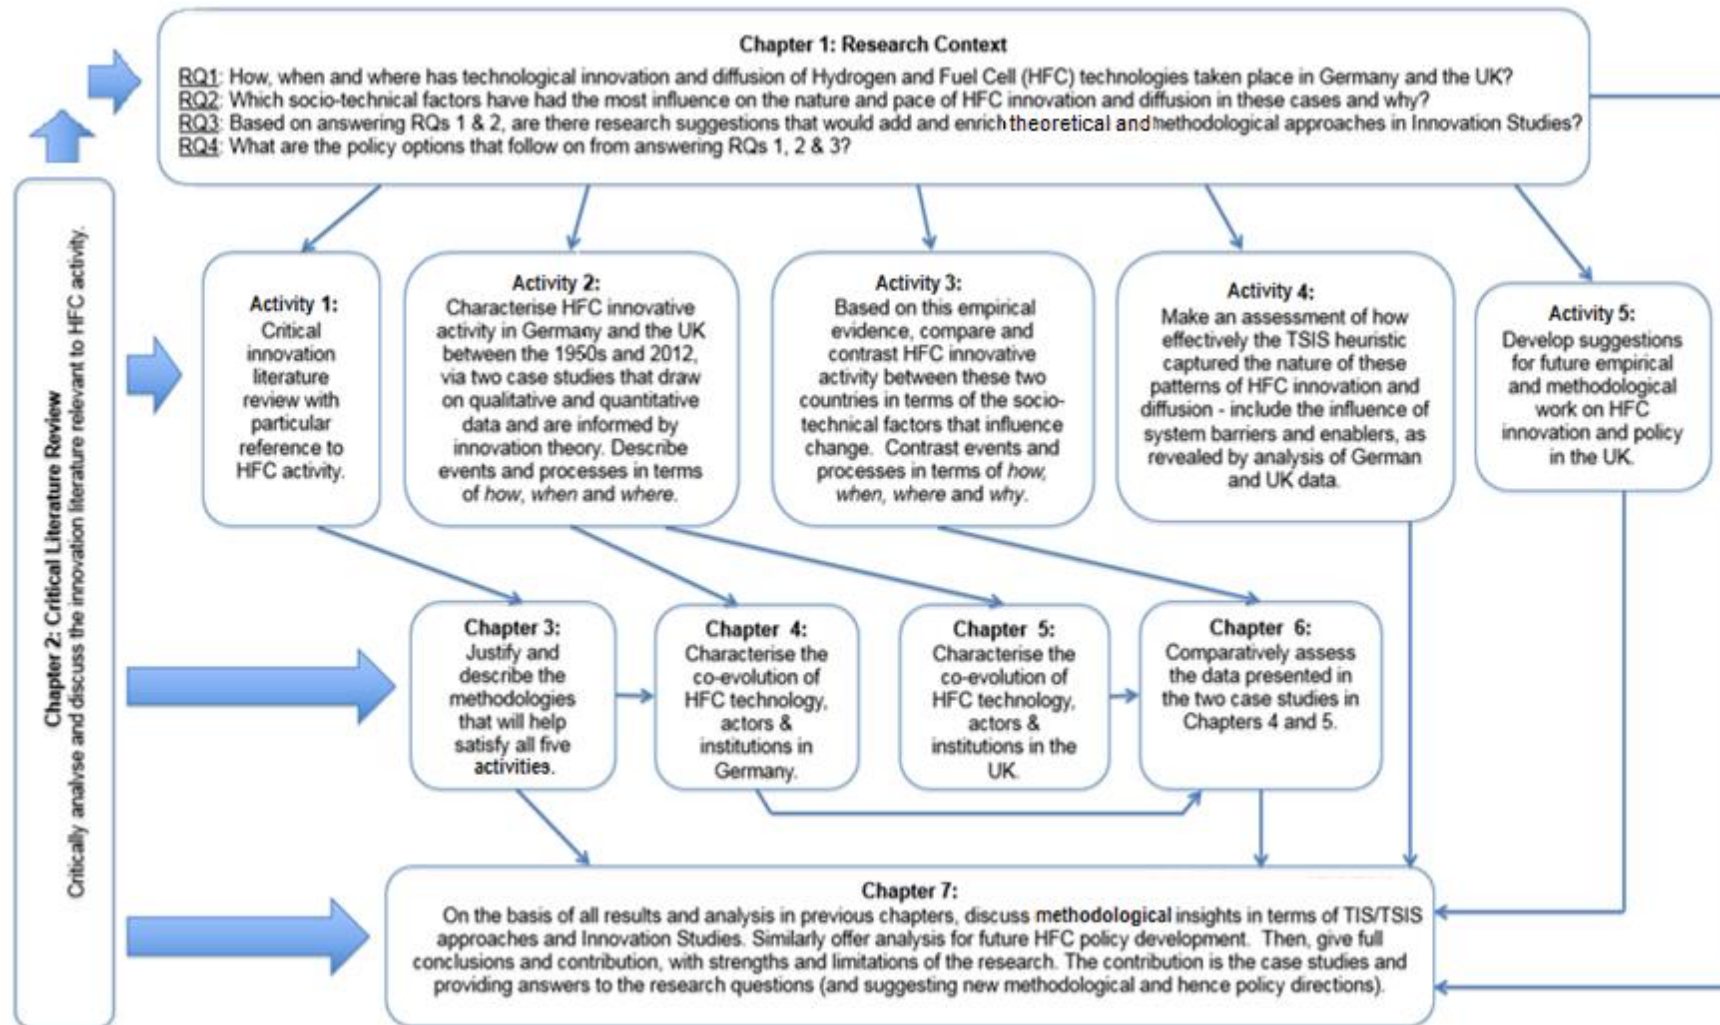 Chapter 1: Research Context
RQ1: How, when and where has technological innovation and diffusion of Hydrogen and Fuel Cell (HFC) technologies taken place in Germany and the UK?
RQ2: Which socio-technical factors have had the most influence on the nature and pace of HFC innovation and diffusion in these cases and why?
RQ3: Based on answering RQs 1 & 2, are there research suggestions that would add and enrich theoretical and methodological approaches in Innovation Studies?
RQ4: What are the policy options that follow on from answering RQs 1, 2 & 3?
Chapter 2: Critical Literature Review
Critically analyse and discuss the innovation literature relevant to HFC activity.
Activity 1:
Critical
innovation
literature
review with
particular
reference to
HFC activity.
Activity 2:
Characterise HFC innovative
activity in Germany and the UK
between the 1950s and 2012,
via two case studies that draw
on qualitative and quantitative
data and are informed by
innovation theory. Describe
events and processes in terms
of how, when and where.
Activity 3:
Based on this empirical
evidence, compare and
contrast HFC innovative
activity between these two
countries in terms of the socio-
technical factors that influence
change. Contrast events and
processes in terms of how,
when, where and why.
Activity 4:
Make an assessment of how
effectively the TSIS heuristic
captured the nature of these
patterns of HFC innovation and
diffusion - include the influence of
system barriers and enablers, as
revealed by analysis of German
and UK data.
Activity 5:
Develop suggestions
for future empirical
and methodological
work on HFC
innovation and policy
in the UK.
Chapter 3:
Justify and
describe the
methodologies
that will help
satisfy all five
activities.
Chapter 4:
Characterise the
co-evolution of
HFC technology,
actors &
institutions in
Germany.
Chapter 5:
Characterise the
co-evolution of
HFC technology,
actors &
institutions in the
UK.
Chapter 6:
Comparatively assess
the data presented in
the two case studies in
Chapters 4 and 5.
Chapter 7:
On the basis of all results and analysis in previous chapters, discuss methodological insights in terms of TIS/TSIS
approaches and Innovation Studies. Similarly offer analysis for future HFC policy development. Then, give full
conclusions and contribution, with strengths and limitations of the research. The contribution is the case studies and
providing answers to the research questions (and suggesting new methodological and hence policy directions).